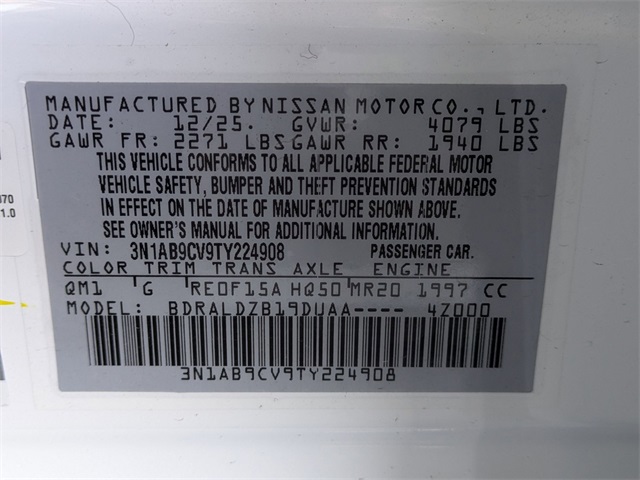 MANUFACTURED BY NISSAN MOTOR CO., LTD.
DATE: 12/25. GVWR: 4079 LBS
GAWR FR: 2271 LBS GAWR RR: 1940 LBS
THIS VEHICLE CONFORMS TO ALL APPLICABLE FEDERAL MOTOR
VEHICLE SAFETY, BUMPER AND THEFT PREVENTION STANDARDS
IN EFFECT ON THE DATE OF MANUFACTURE SHOWN ABOVE.
SEE OWNER'S MANUAL FOR ADDITIONAL INFORMATION.
VIN: 3N1AB9CV9TY224908 PASSENGER CAR.
COLOR TRIM TRANS AXLE ENGINE
QM1 G RE0F15A HQ50 MR20 1997 CC
MODEL: BDRALDZB19DUAA---- 4Z000
3N1AB9CV9TY224908